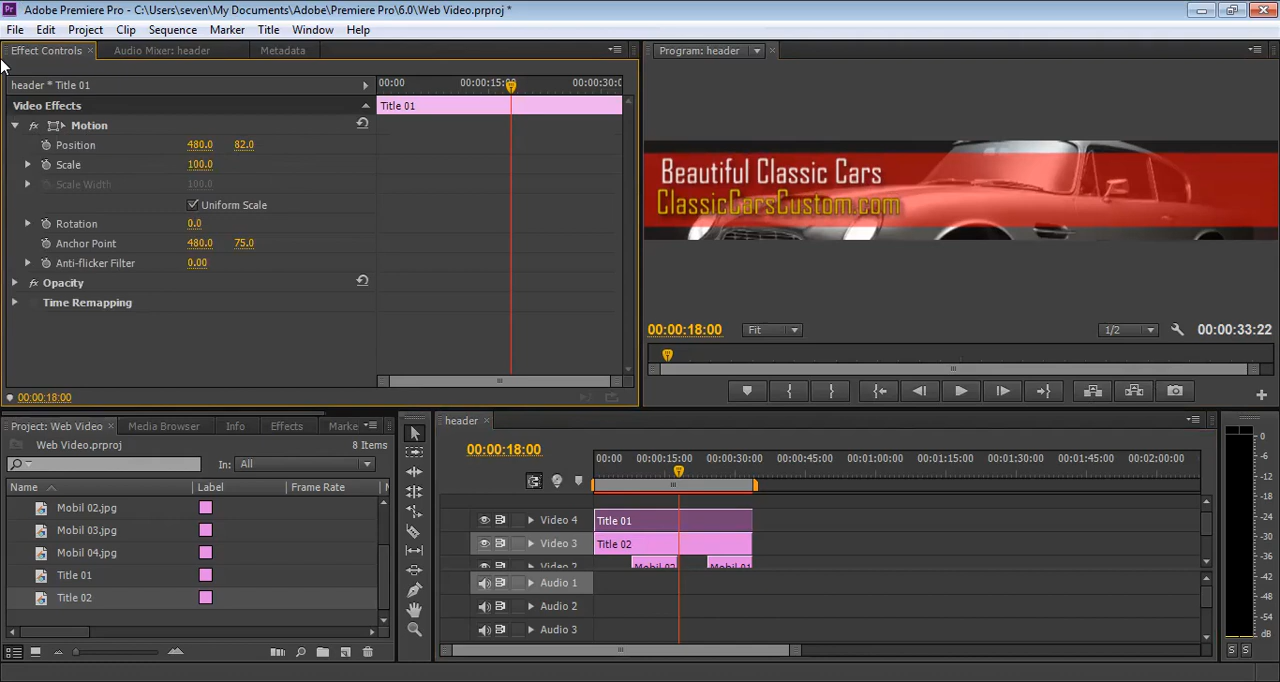 Adobe Premiere Pro - C:\Users\seven\My Documents\Adobe\Premiere Pro\6.0\Web Video.prproj *
File Edit Project Clip Sequence Marker Title Window Help
Effect Controls Audio Mixer: header Metadata
header * Title 01
00:00 00:00:15:00 00:00:30:0
Video Effects
Title 01
Motion
Position 480.0 82.0
Scale 100.0
Scale Width 100.0
Uniform Scale
Rotation 0.0
Anchor Point 480.0 75.0
Anti-flicker Filter 0.00
Opacity
Time Remapping
00:00:18:00
Program: header
Beautiful Classic Cars
ClassicCarsCustom.com
00:00:18:00 Fit 1/2 00:00:33:22
Project: Web Video Media Browser Info Effects Marke
Web Video.prproj 8 Items
In: All
Name Label Frame Rate
Mobil 02.jpg
Mobil 03.jpg
Mobil 04.jpg
Title 01
Title 02
header
00:00:18:00
00:00 00:00:15:00 00:00:30:00 00:00:45:00 00:01:00:00 00:01:15:00 00:01:30:00 00:01:45:00 00:02:00:00
Video 4 Title 01
Video 3 Title 02
Video 2
Audio 1
Audio 2
Audio 3
0
-6
-12
-18
-24
-30
-36
-42
-48
-54
S S